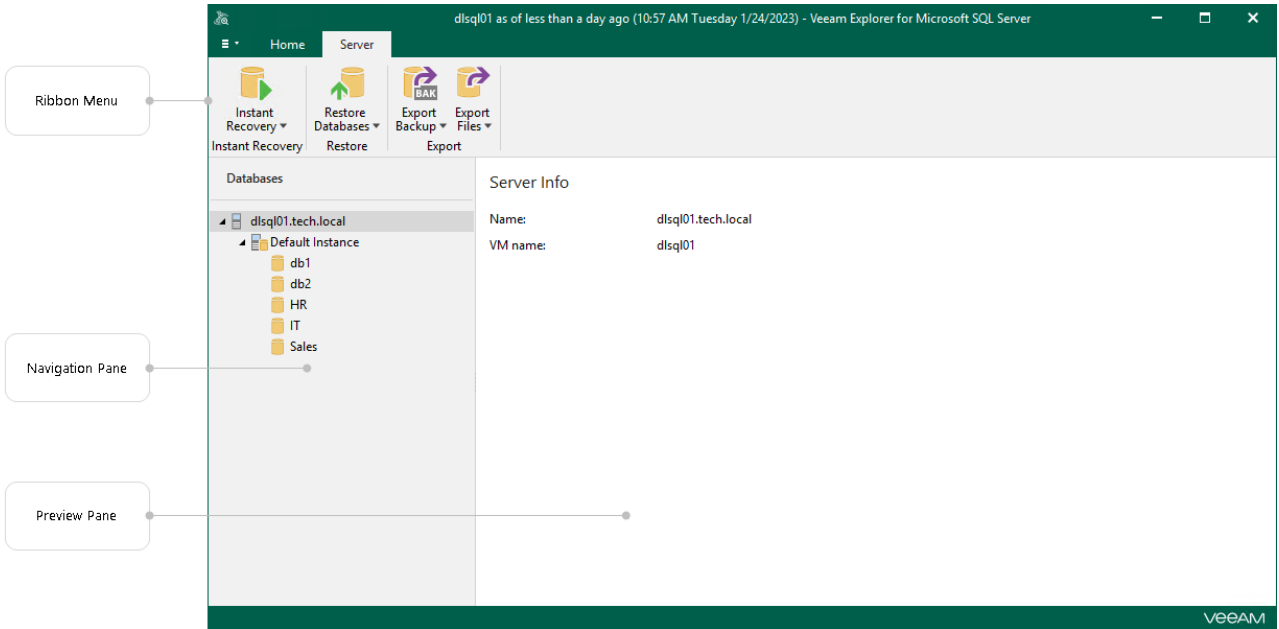 dlsql01 as of less than a day ago (10:57 AM Tuesday 1/24/2023) - Veeam Explorer for Microsoft SQL Server
Home Server
Ribbon Menu
Instant Recovery
Restore Databases
Export Backup
BAK
Export Files
Instant Recovery Restore Export
Databases
dlsql01.tech.local
Default Instance
db1
db2
HR
IT
Sales
Server Info
Name: dlsql01.tech.local
VM name: dlsql01
Navigation Pane
Preview Pane
veeAM